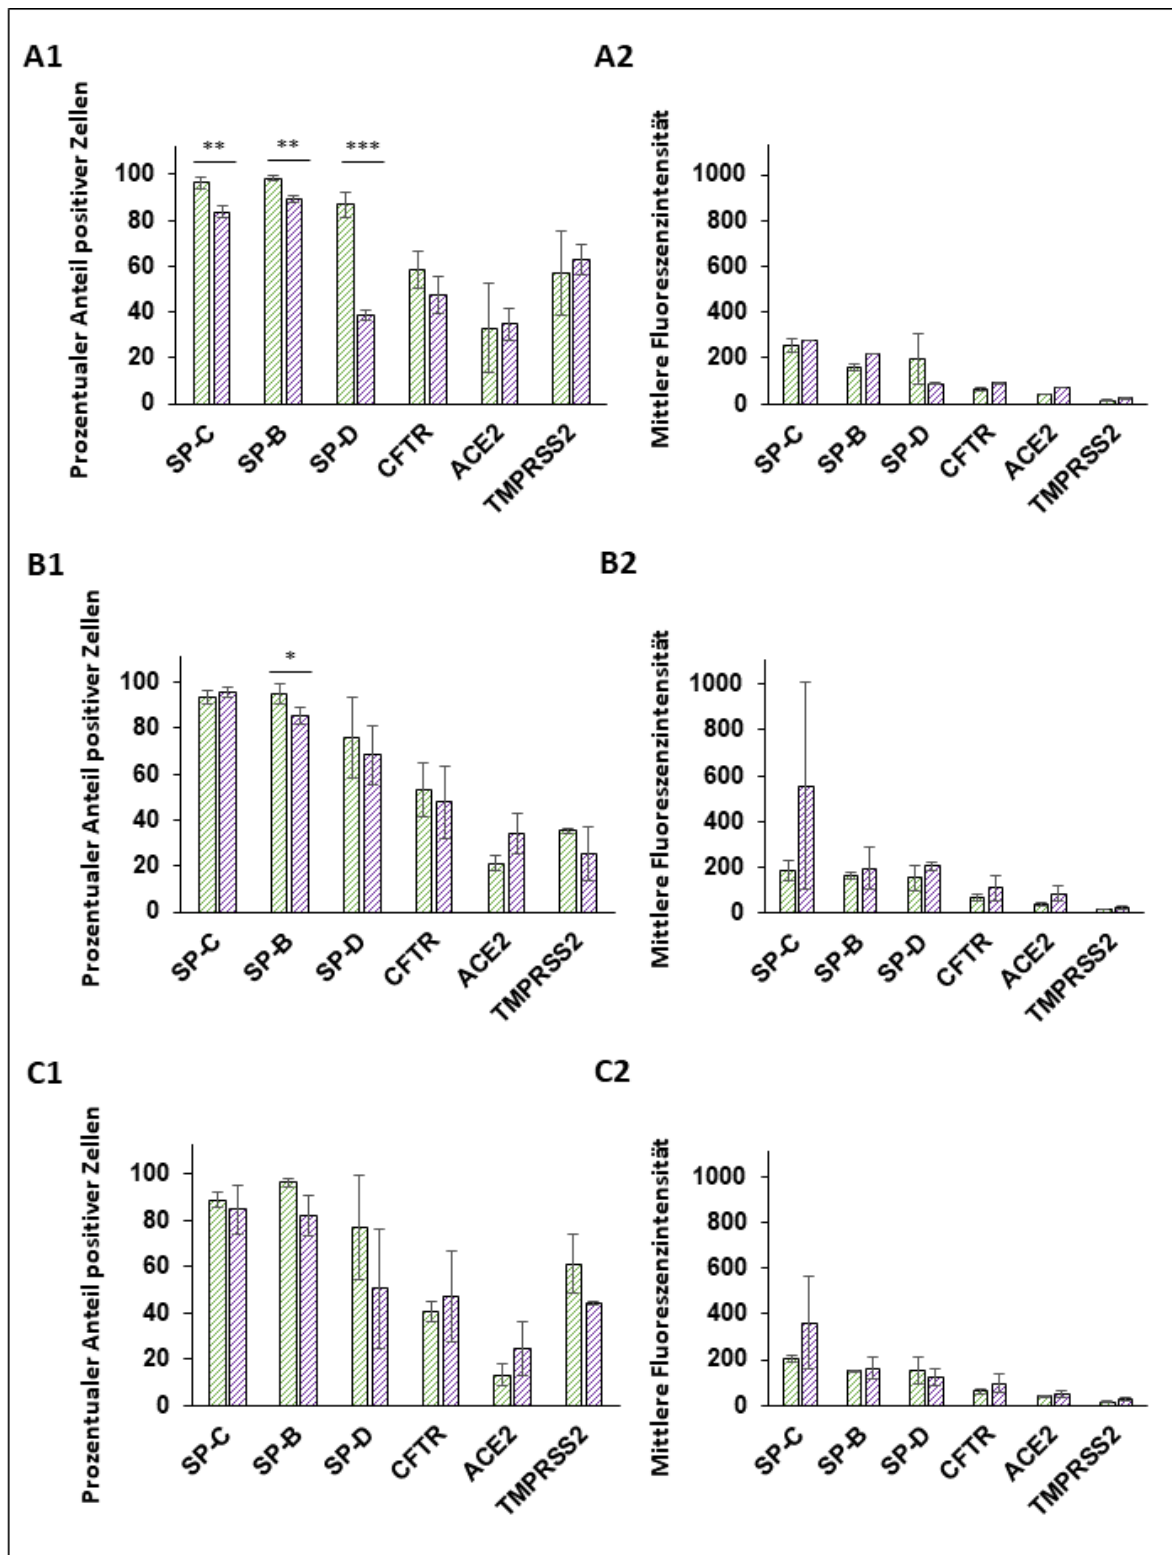 A1
Prozentualer Anteil positiver Zellen
** ** ***
100
80
60
40
20
0
SP-C
SP-B
SP-D
CFTR
ACE2
TMPRSS2
A2
Mittlere Fluoreszenzintensität
1000
800
600
400
200
0
SP-C
SP-B
SP-D
CFTR
ACE2
TMPRSS2
B1
Prozentualer Anteil positiver Zellen
*
100
80
60
40
20
0
SP-C
SP-B
SP-D
CFTR
ACE2
TMPRSS2
B2
Mittlere Fluoreszenzintensität
1000
800
600
400
200
0
SP-C
SP-B
SP-D
CFTR
ACE2
TMPRSS2
C1
Prozentualer Anteil positiver Zellen
100
80
60
40
20
0
SP-C
SP-B
SP-D
CFTR
ACE2
TMPRSS2
C2
Mittlere Fluoreszenzintensität
1000
800
600
400
200
0
SP-C
SP-B
SP-D
CFTR
ACE2
TMPRSS2